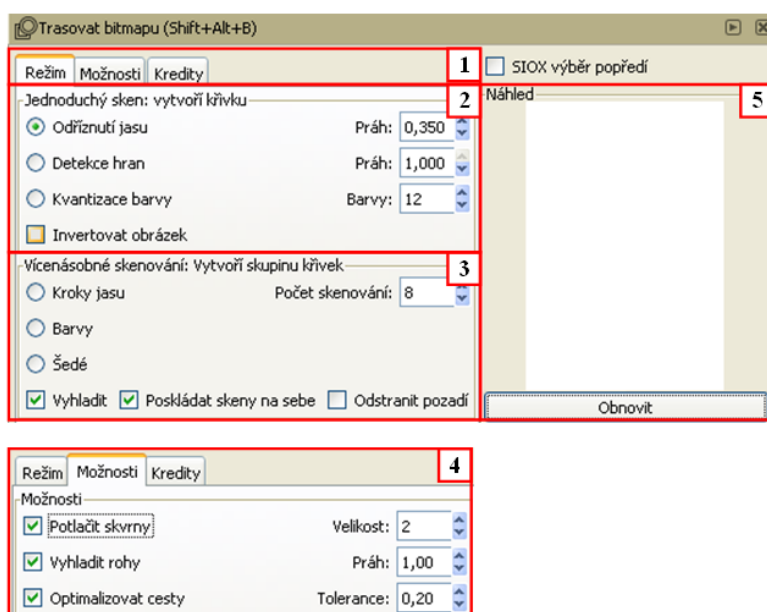 Trasovat bitmapu (Shift+Alt+B)
Režim Možnosti Kredity 1
SIOX výběr popředí
Jednoduchý sken: vytvoří křivku 2
Náhled 5
Odříznutí jasu Práh: 0,350
Detekce hran Práh: 1,000
Kvantizace barvy Barvy: 12
Invertovat obrázek
Vícenásobné skenování: Vytvoří skupinu křivek 3
Kroky jasu Počet skenování: 8
Barvy
Šedé
Vyhladit Poskládat skeny na sebe Odstranit pozadí
Obnovit
Režim Možnosti Kredity 4
Možnosti
Potlačit skvrny Velikost: 2
Vyhladit rohy Práh: 1,00
Optimalizovat cesty Tolerance: 0,20